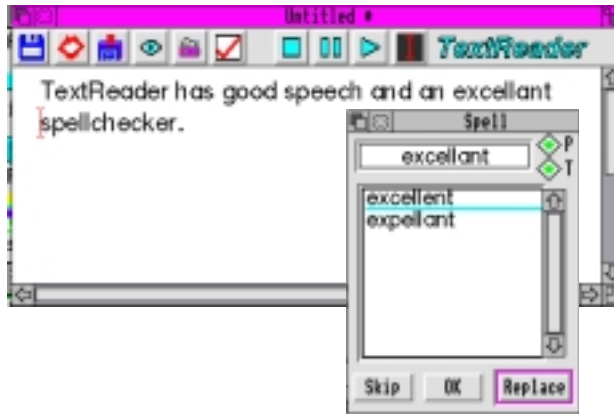 Untitled *
TextReader
TextReader has good speech and an excellant
spellchecker.
Spell
excellant
P
T
excellent
expellant
Skip
OK
Replace